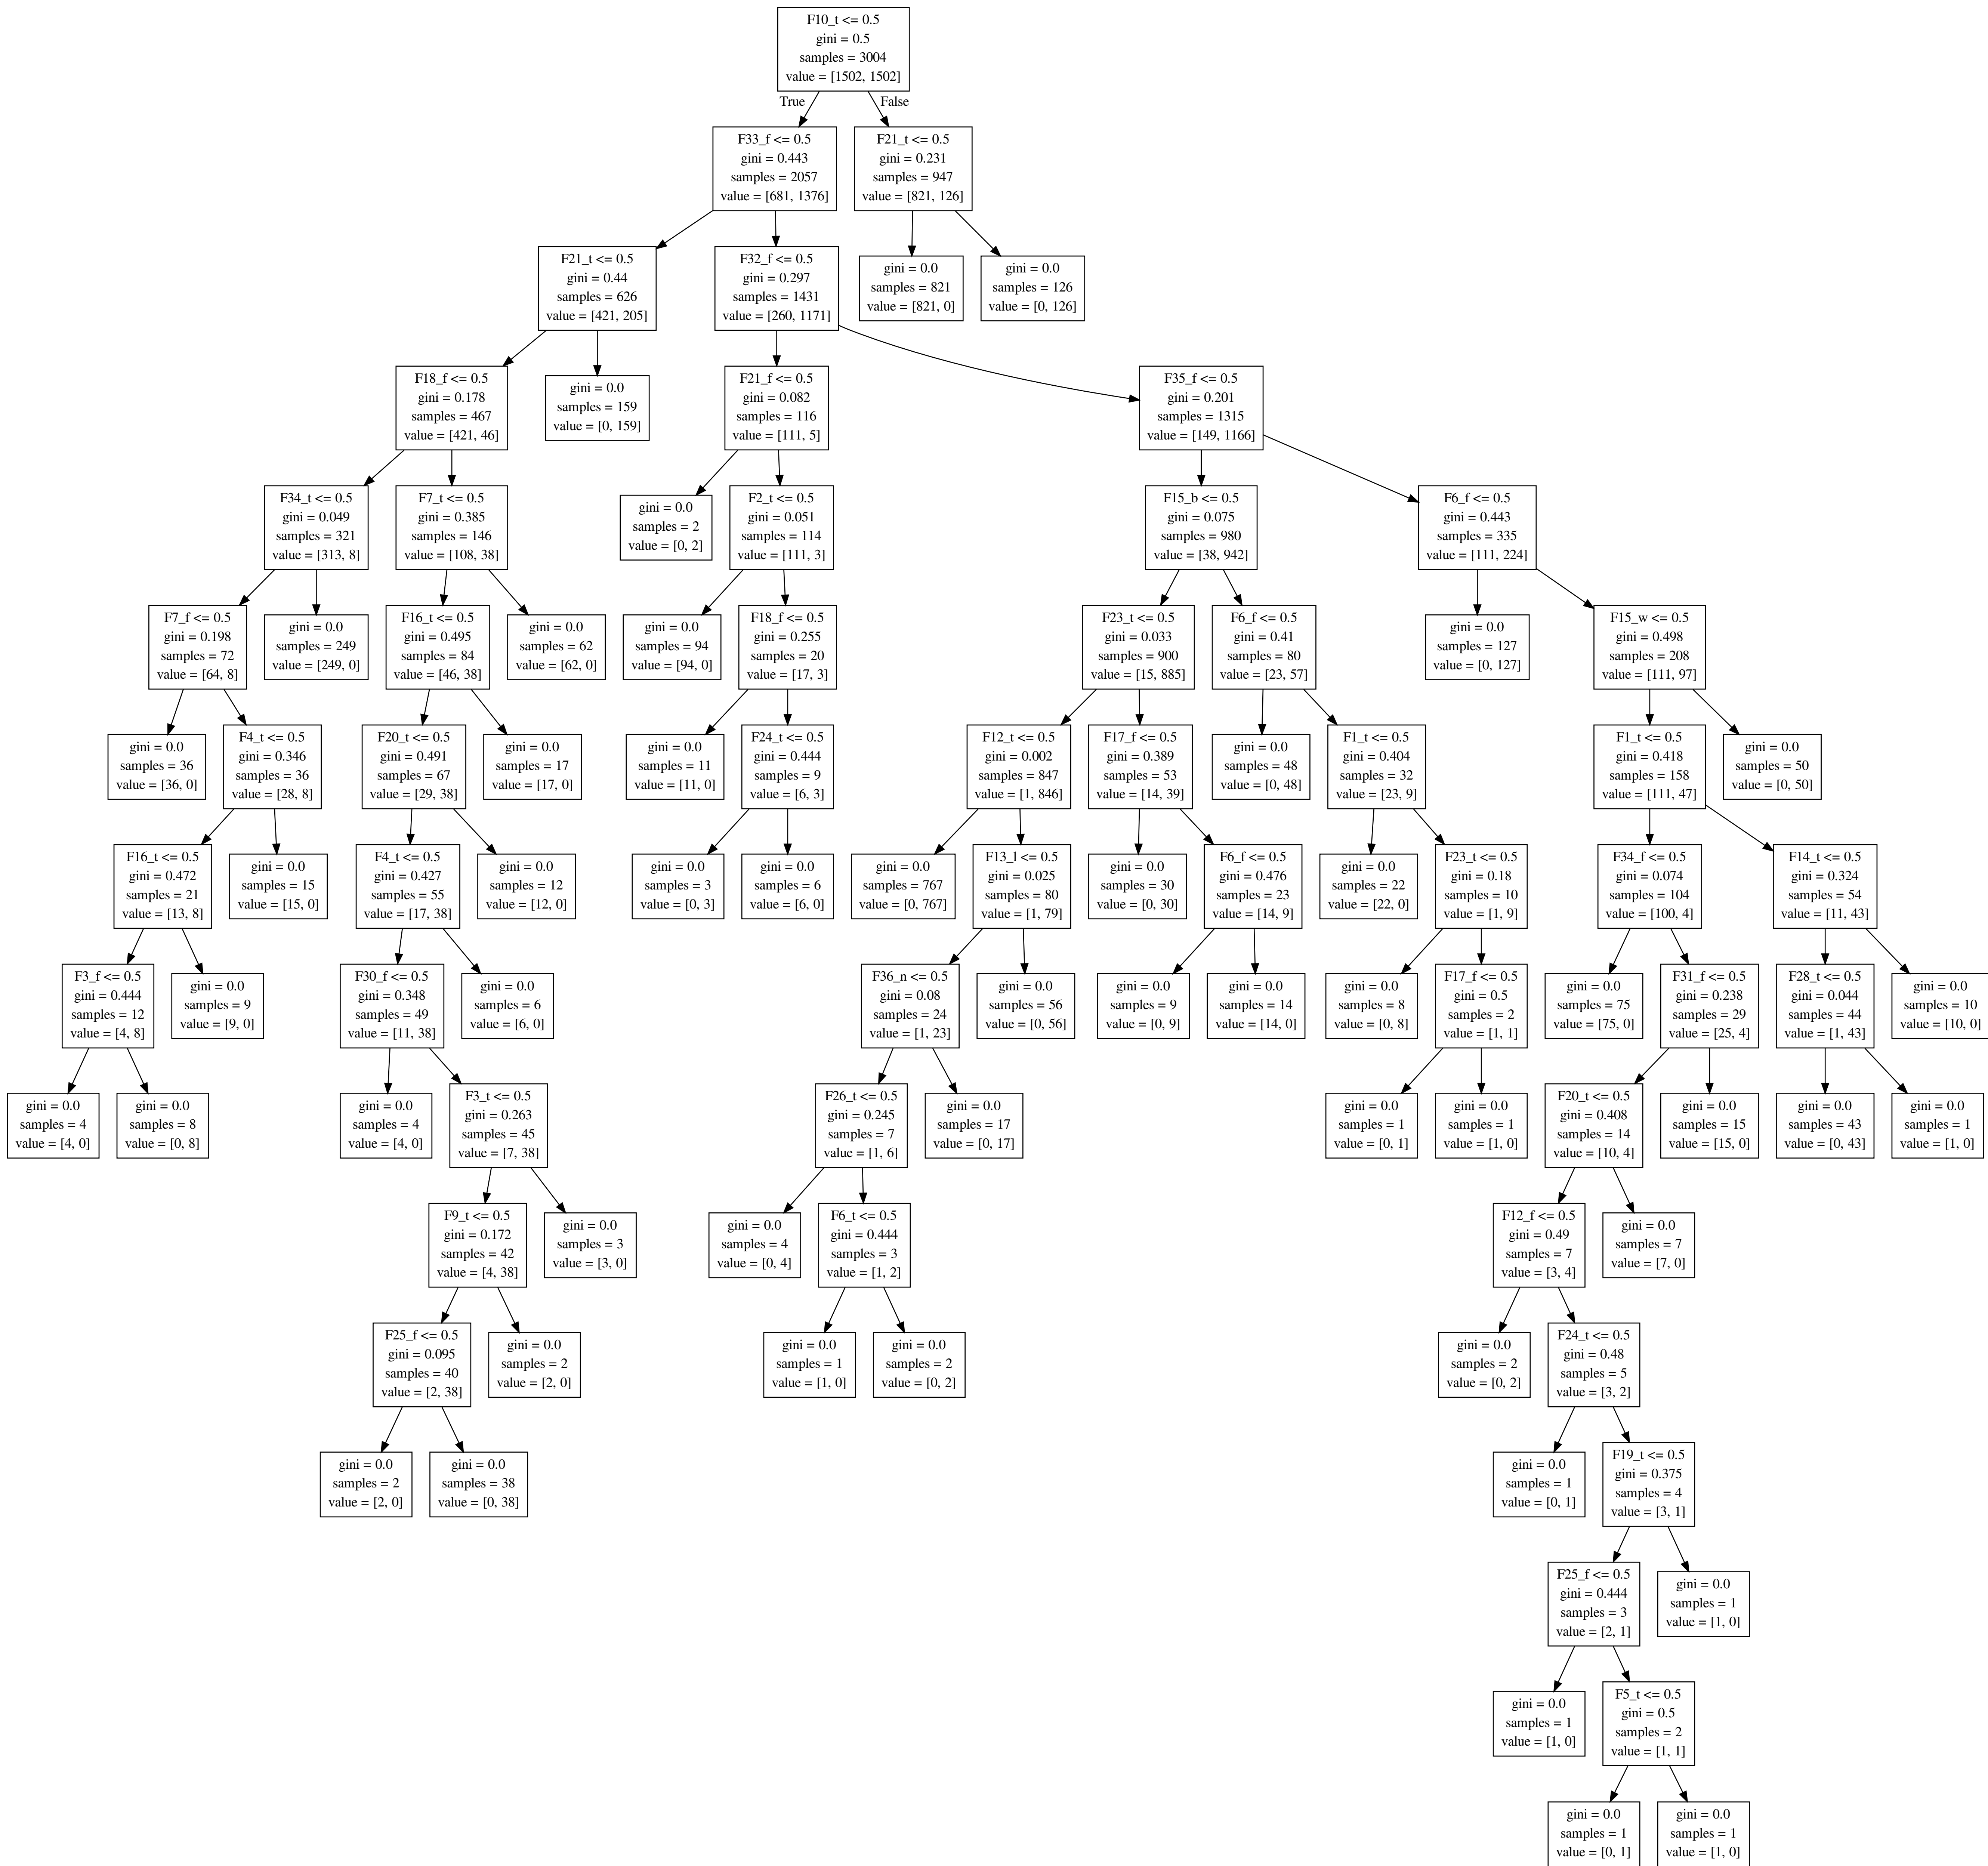 F10_t <= 0.5
gini = 0.5
samples = 3004
value = [1502, 1502]
True
False
F33_f <= 0.5
gini = 0.443
samples = 2057
value = [681, 1376]
F21_t <= 0.5
gini = 0.231
samples = 947
value = [821, 126]
F21_t <= 0.5
gini = 0.44
samples = 626
value = [421, 205]
F32_f <= 0.5
gini = 0.297
samples = 1431
value = [260, 1171]
gini = 0.0
samples = 821
value = [821, 0]
gini = 0.0
samples = 126
value = [0, 126]
F18_f <= 0.5
gini = 0.178
samples = 467
value = [421, 46]
gini = 0.0
samples = 159
value = [0, 159]
F21_f <= 0.5
gini = 0.082
samples = 116
value = [111, 5]
F35_f <= 0.5
gini = 0.201
samples = 1315
value = [149, 1166]
F34_t <= 0.5
gini = 0.049
samples = 321
value = [313, 8]
F7_t <= 0.5
gini = 0.385
samples = 146
value = [108, 38]
gini = 0.0
samples = 2
value = [0, 2]
F2_t <= 0.5
gini = 0.051
samples = 114
value = [111, 3]
F15_b <= 0.5
gini = 0.075
samples = 980
value = [38, 942]
F6_f <= 0.5
gini = 0.443
samples = 335
value = [111, 224]
F7_f <= 0.5
gini = 0.198
samples = 72
value = [64, 8]
gini = 0.0
samples = 249
value = [249, 0]
F16_t <= 0.5
gini = 0.495
samples = 84
value = [46, 38]
gini = 0.0
samples = 62
value = [62, 0]
gini = 0.0
samples = 94
value = [94, 0]
F18_f <= 0.5
gini = 0.255
samples = 20
value = [17, 3]
F23_t <= 0.5
gini = 0.033
samples = 900
value = [15, 885]
F6_f <= 0.5
gini = 0.41
samples = 80
value = [23, 57]
gini = 0.0
samples = 127
value = [0, 127]
F15_w <= 0.5
gini = 0.498
samples = 208
value = [111, 97]
gini = 0.0
samples = 36
value = [36, 0]
F4_t <= 0.5
gini = 0.346
samples = 36
value = [28, 8]
F20_t <= 0.5
gini = 0.491
samples = 67
value = [29, 38]
gini = 0.0
samples = 17
value = [17, 0]
gini = 0.0
samples = 11
value = [11, 0]
F24_t <= 0.5
gini = 0.444
samples = 9
value = [6, 3]
F12_t <= 0.5
gini = 0.002
samples = 847
value = [1, 846]
F17_f <= 0.5
gini = 0.389
samples = 53
value = [14, 39]
gini = 0.0
samples = 48
value = [0, 48]
F1_t <= 0.5
gini = 0.404
samples = 32
value = [23, 9]
F1_t <= 0.5
gini = 0.418
samples = 158
value = [111, 47]
gini = 0.0
samples = 50
value = [0, 50]
F16_t <= 0.5
gini = 0.472
samples = 21
value = [13, 8]
gini = 0.0
samples = 15
value = [15, 0]
F4_t <= 0.5
gini = 0.427
samples = 55
value = [17, 38]
gini = 0.0
samples = 12
value = [12, 0]
gini = 0.0
samples = 3
value = [0, 3]
gini = 0.0
samples = 6
value = [6, 0]
gini = 0.0
samples = 767
value = [0, 767]
F13_l <= 0.5
gini = 0.025
samples = 80
value = [1, 79]
gini = 0.0
samples = 30
value = [0, 30]
F6_f <= 0.5
gini = 0.476
samples = 23
value = [14, 9]
gini = 0.0
samples = 22
value = [22, 0]
F23_t <= 0.5
gini = 0.18
samples = 10
value = [1, 9]
F34_f <= 0.5
gini = 0.074
samples = 104
value = [100, 4]
F14_t <= 0.5
gini = 0.324
samples = 54
value = [11, 43]
F3_f <= 0.5
gini = 0.444
samples = 12
value = [4, 8]
gini = 0.0
samples = 9
value = [9, 0]
F30_f <= 0.5
gini = 0.348
samples = 49
value = [11, 38]
gini = 0.0
samples = 6
value = [6, 0]
F36_n <= 0.5
gini = 0.08
samples = 24
value = [1, 23]
gini = 0.0
samples = 56
value = [0, 56]
gini = 0.0
samples = 9
value = [0, 9]
gini = 0.0
samples = 14
value = [14, 0]
gini = 0.0
samples = 8
value = [0, 8]
F17_f <= 0.5
gini = 0.5
samples = 2
value = [1, 1]
gini = 0.0
samples = 75
value = [75, 0]
F31_f <= 0.5
gini = 0.238
samples = 29
value = [25, 4]
F28_t <= 0.5
gini = 0.044
samples = 44
value = [1, 43]
gini = 0.0
samples = 10
value = [10, 0]
gini = 0.0
samples = 4
value = [4, 0]
gini = 0.0
samples = 8
value = [0, 8]
gini = 0.0
samples = 4
value = [4, 0]
F3_t <= 0.5
gini = 0.263
samples = 45
value = [7, 38]
F26_t <= 0.5
gini = 0.245
samples = 7
value = [1, 6]
gini = 0.0
samples = 17
value = [0, 17]
gini = 0.0
samples = 1
value = [0, 1]
gini = 0.0
samples = 1
value = [1, 0]
F20_t <= 0.5
gini = 0.408
samples = 14
value = [10, 4]
gini = 0.0
samples = 15
value = [15, 0]
gini = 0.0
samples = 43
value = [0, 43]
gini = 0.0
samples = 1
value = [1, 0]
F9_t <= 0.5
gini = 0.172
samples = 42
value = [4, 38]
gini = 0.0
samples = 3
value = [3, 0]
gini = 0.0
samples = 4
value = [0, 4]
F6_t <= 0.5
gini = 0.444
samples = 3
value = [1, 2]
F12_f <= 0.5
gini = 0.49
samples = 7
value = [3, 4]
gini = 0.0
samples = 7
value = [7, 0]
F25_f <= 0.5
gini = 0.095
samples = 40
value = [2, 38]
gini = 0.0
samples = 2
value = [2, 0]
gini = 0.0
samples = 1
value = [1, 0]
gini = 0.0
samples = 2
value = [0, 2]
gini = 0.0
samples = 2
value = [0, 2]
F24_t <= 0.5
gini = 0.48
samples = 5
value = [3, 2]
gini = 0.0
samples = 2
value = [2, 0]
gini = 0.0
samples = 38
value = [0, 38]
gini = 0.0
samples = 1
value = [0, 1]
F19_t <= 0.5
gini = 0.375
samples = 4
value = [3, 1]
F25_f <= 0.5
gini = 0.444
samples = 3
value = [2, 1]
gini = 0.0
samples = 1
value = [1, 0]
gini = 0.0
samples = 1
value = [1, 0]
F5_t <= 0.5
gini = 0.5
samples = 2
value = [1, 1]
gini = 0.0
samples = 1
value = [0, 1]
gini = 0.0
samples = 1
value = [1, 0]